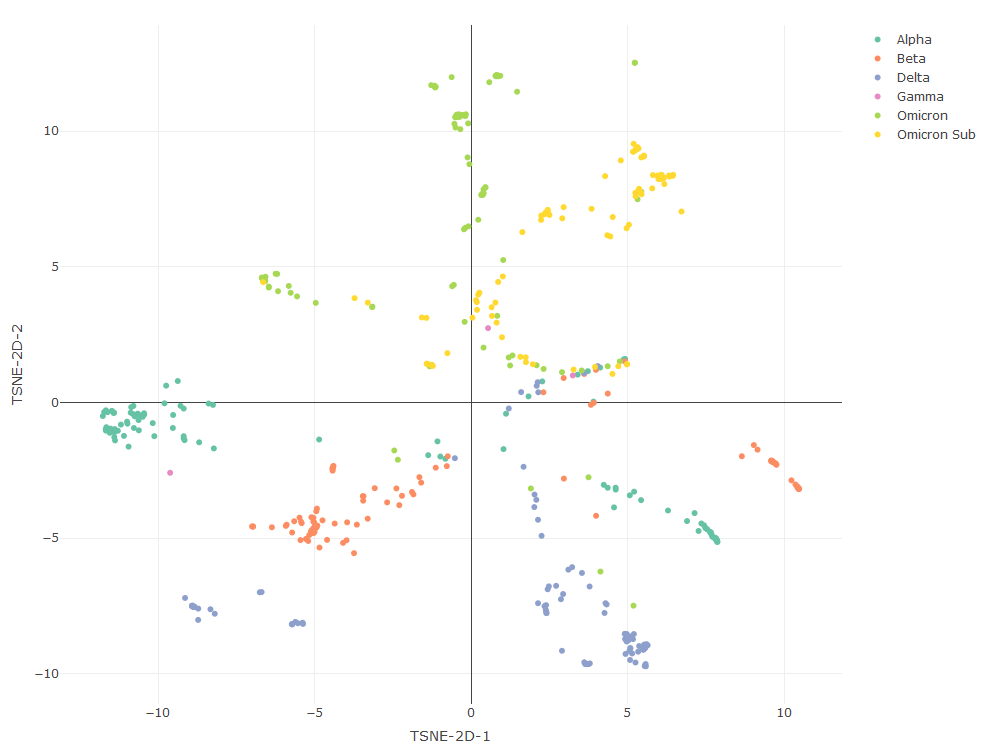 Alpha
Beta
Delta
Gamma
Omicron
Omicron Sub
10
5
0
−5
−10
TSNE-2D-2
−10
−5
0
5
10
TSNE-2D-1